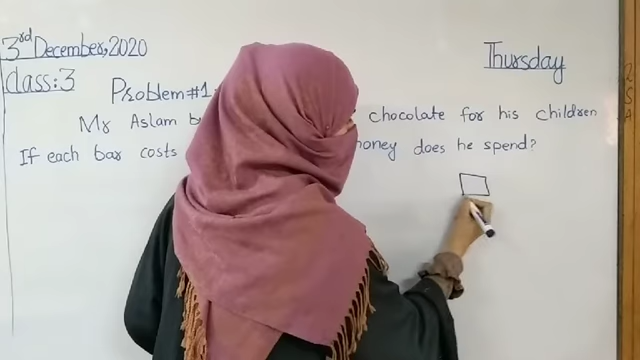 3rd December, 2020
Thursday
Class:3
Problem#1:
Mr Aslam chocolate for his children
If each bar costs money does he spend?